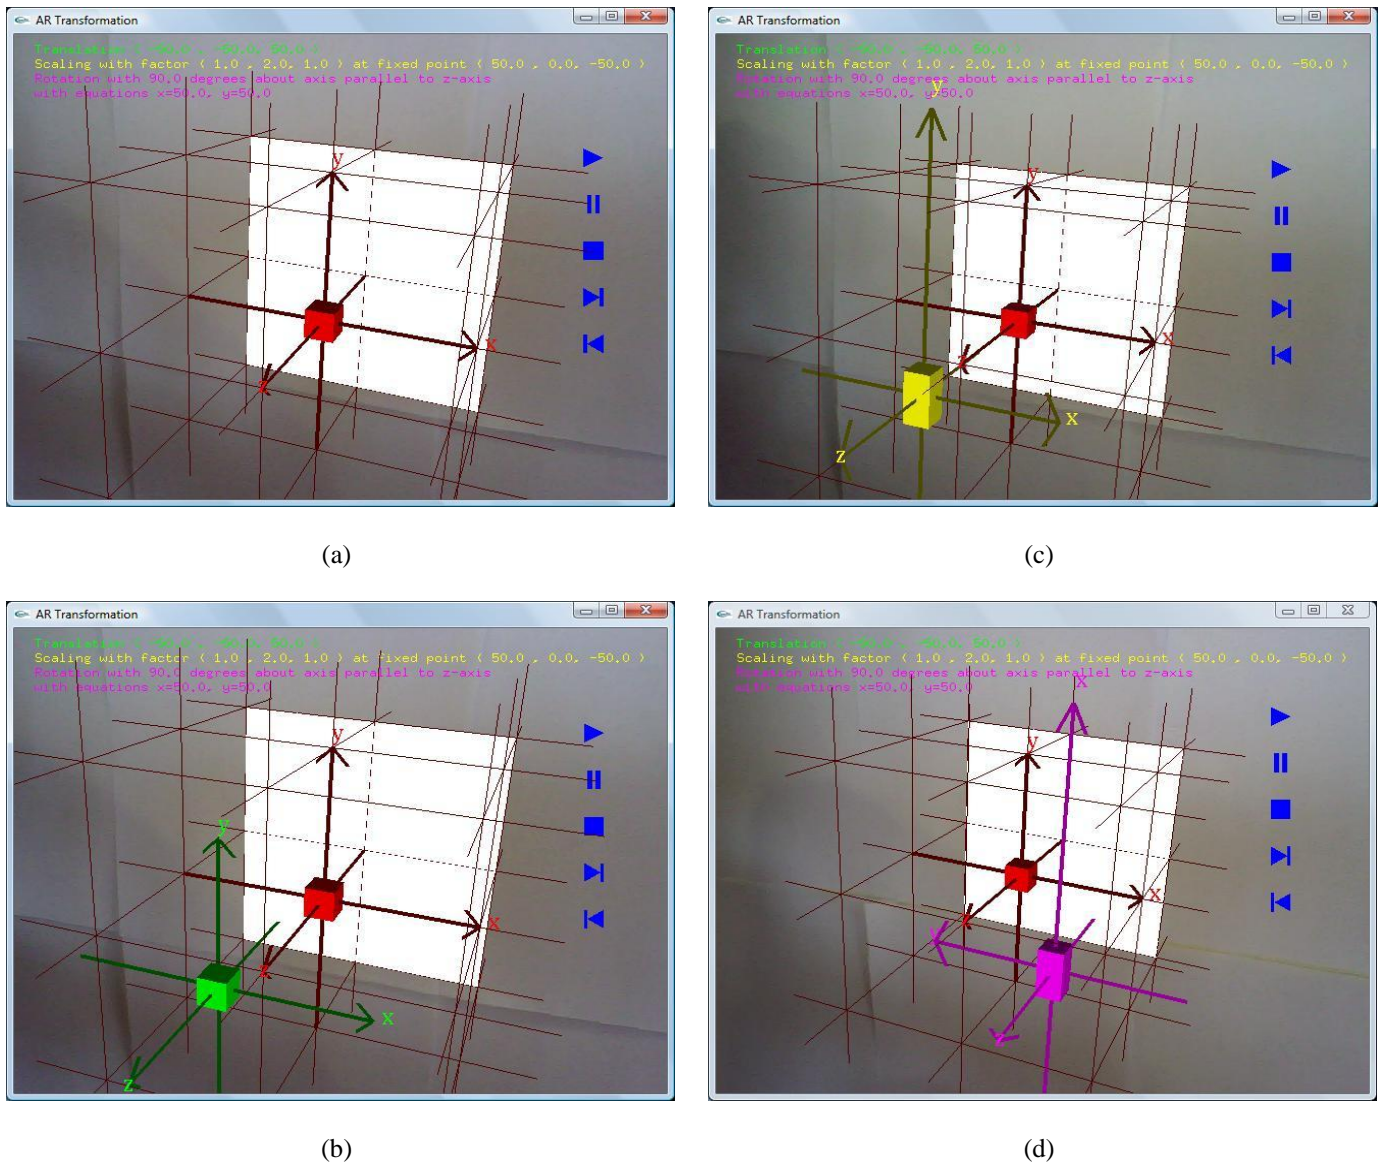 AR Transformation
Translation ( -50.0 , -50.0, 50.0 )
Scaling with factor ( 1.0 , 2.0, 1.0 ) at fixed point ( 50.0 , 0.0, -50.0 )
Rotation with 90.0 degrees about axis parallel to z-axis
with equations x=50.0, y=50.0
y
x
z
(a)
AR Transformation
Translation ( -50.0 , -50.0, 50.0 )
Scaling with factor ( 1.0 , 2.0, 1.0 ) at fixed point ( 50.0 , 0.0, -50.0 )
Rotation with 90.0 degrees about axis parallel to z-axis
with equations x=50.0, y=50.0
y
y
x
z
x
z
(c)
AR Transformation
Translation ( -50.0 , -50.0, 50.0 )
Scaling with factor ( 1.0 , 2.0, 1.0 ) at fixed point ( 50.0 , 0.0, -50.0 )
Rotation with 90.0 degrees about axis parallel to z-axis
with equations x=50.0, y=50.0
y
y
x
z
x
z
(b)
AR Transformation
Translation ( -50.0 , -50.0, 50.0 )
Scaling with factor ( 1.0 , 2.0, 1.0 ) at fixed point ( 50.0 , 0.0, -50.0 )
Rotation with 90.0 degrees about axis parallel to z-axis
with equations x=50.0, y=50.0
x
y
x
z
y
z
(d)